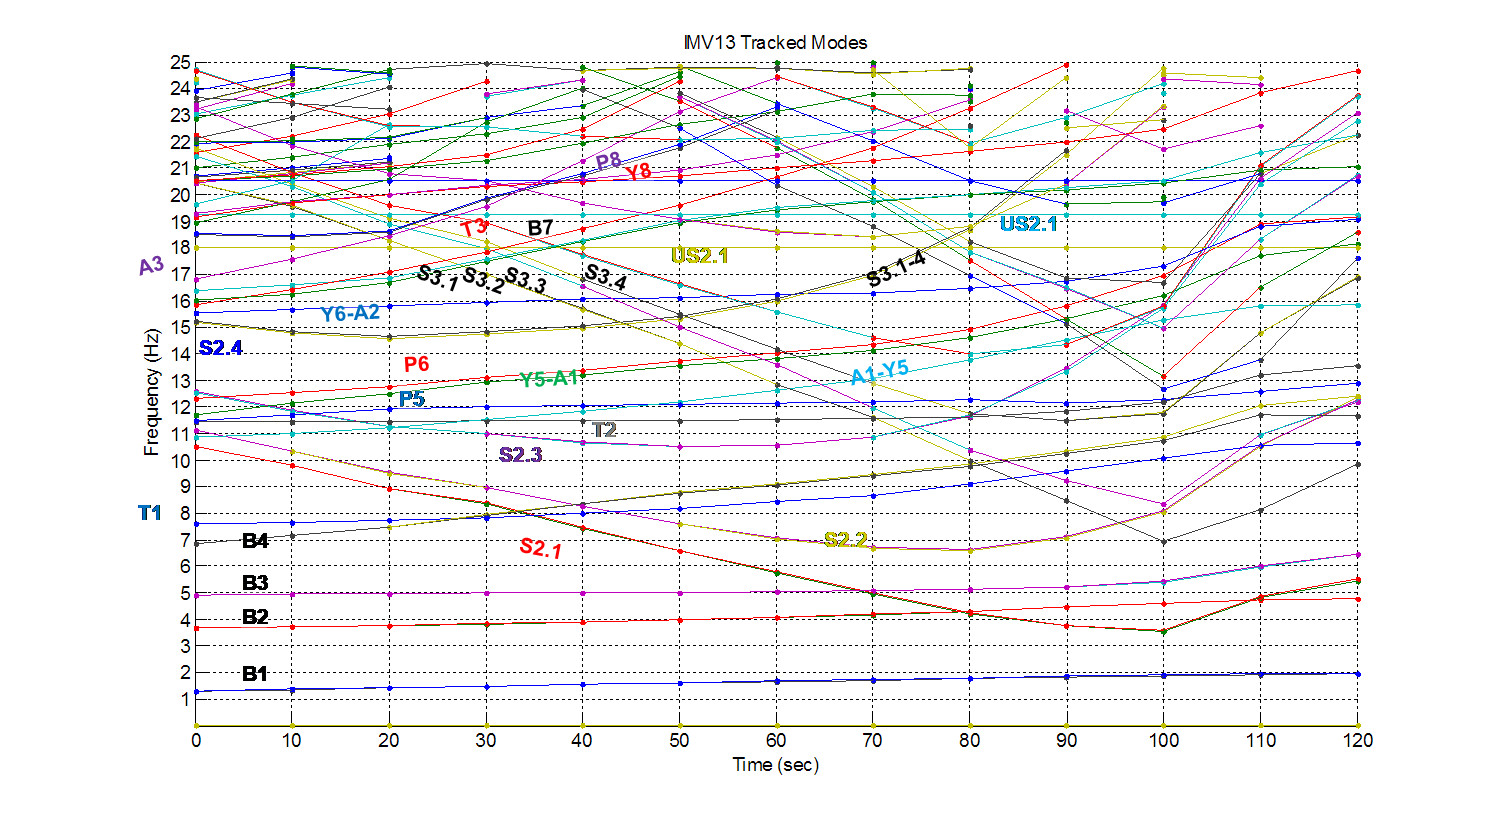 IMV13 Tracked Modes
25
24
23
22
21
20
19
18
17
16
15
14
13
12
11
10
9
8
7
6
5
4
3
2
1
Frequency (Hz)
P8
Y8
T3
B7
US2.1
US2.1
A3
S3.1
S3.2
S3.3
S3.4
S3.1-4
Y6-A2
S2.4
P6
Y5-A1
A1-Y5
P5
T2
S2.3
T1
B4
S2.1
S2.2
B3
B2
B1
0 10 20 30 40 50 60 70 80 90 100 110 120
Time (sec)